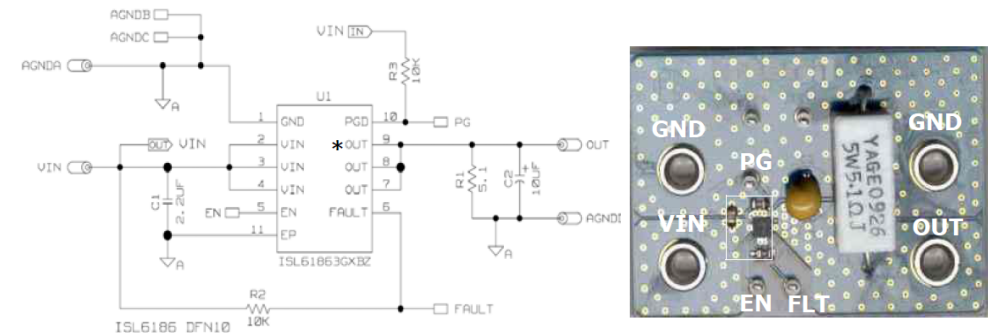 AGNDB
AGNDC
AGNDA
A
VIN IN
R3
10K
U1
1 GND PGD 10 PG
2 VIN *OUT 9 OUT
3 VIN OUT 8
4 VIN OUT 7
5 EN FAULT 6
11 EP
ISL61863GXBZ
OUT VIN
VIN
C1
2.2UF
EN
A
R1
5.1
C2
+
10UF
AGNDI
A
R2
10K
FAULT
ISL6186 DFN10
GND
GND
PG
VIN
OUT
EN FLT
YAGEO926
5W5.1ΩJ